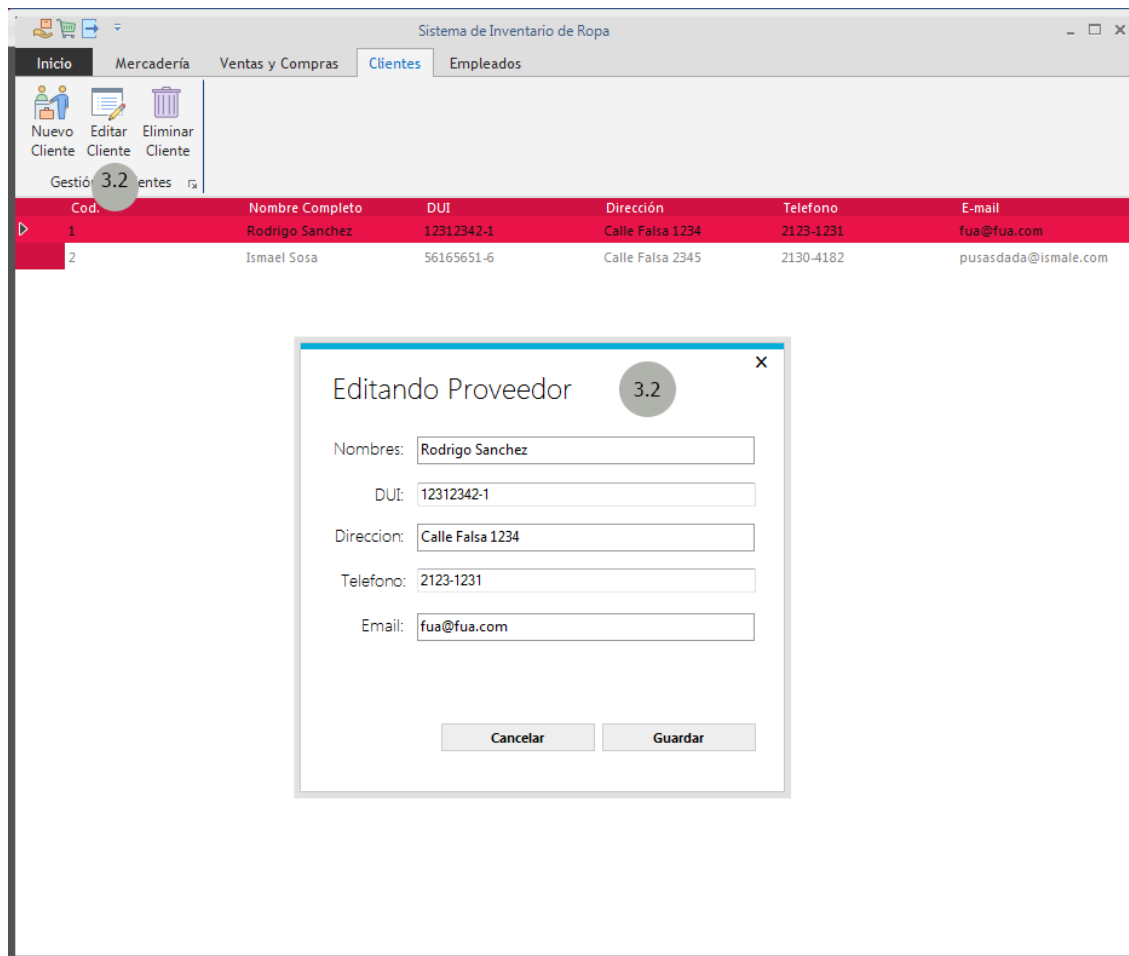 Sistema de Inventario de Ropa
Inicio Mercadería Ventas y Compras Clientes Empleados
Nuevo Cliente Editar Cliente Eliminar Cliente
3.2
Gestió entes
Cod. Nombre Completo DUI Dirección Telefono E-mail
1 Rodrigo Sanchez 12312342-1 Calle Falsa 1234 2123-1231 fua@fua.com
2 Ismael Sosa 56165651-6 Calle Falsa 2345 2130-4182 pusasdada@ismale.com
Editando Proveedor 3.2
Nombres: Rodrigo Sanchez
DUI: 12312342-1
Direccion: Calle Falsa 1234
Telefono: 2123-1231
Email: fua@fua.com
Cancelar Guardar